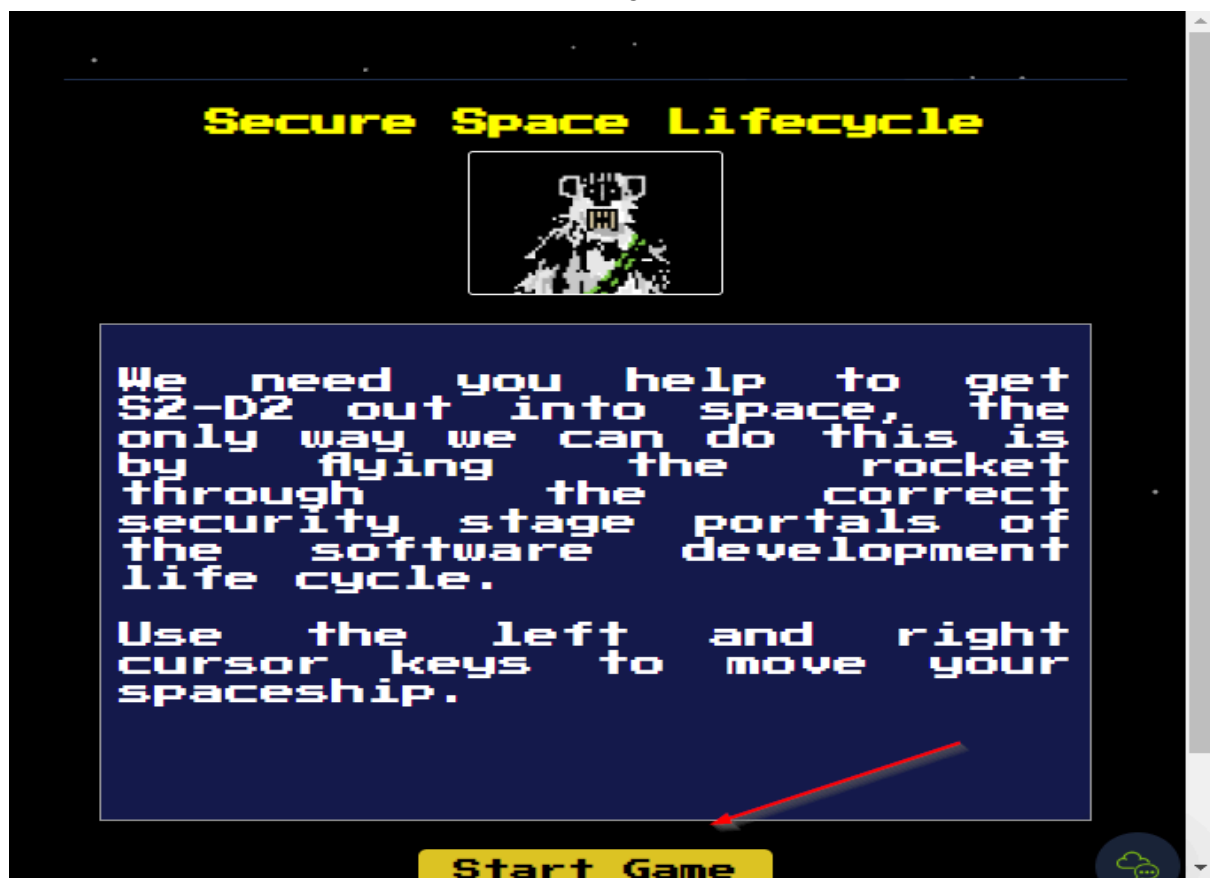 Secure Space Lifecycle
We need you help to get
S2-D2 out into space, the
only way we can do this is
by flying the rocket
through the correct
security stage portals of
the software development
life cycle.
Use the left and right
cursor keys to move your
spaceship.
Start Game